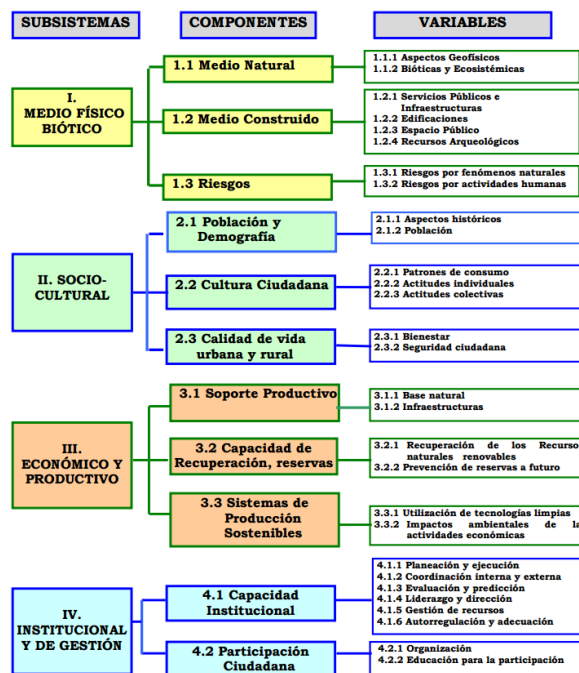 SUBSISTEMAS
COMPONENTES
VARIABLES
I.
MEDIO FÍSICO
BIÓTICO
1.1 Medio Natural
1.1.1 Aspectos Geofísicos
1.1.2 Bióticas y Ecosistémicas
1.2 Medio Construido
1.2.1 Servicios Públicos e
Infraestructuras
1.2.2 Edificaciones
1.2.3 Espacio Público
1.2.4 Recursos Arqueológicos
1.3 Riesgos
1.3.1 Riesgos por fenómenos naturales
1.3.2 Riesgos por actividades humanas
II. SOCIO-
CULTURAL
2.1 Población y
Demografía
2.1.1 Aspectos históricos
2.1.2 Población
2.2 Cultura Ciudadana
2.2.1 Patrones de consumo
2.2.2 Actitudes individuales
2.2.3 Actitudes colectivas
2.3 Calidad de vida
urbana y rural
2.3.1 Bienestar
2.3.2 Seguridad ciudadana
III.
ECONÓMICO Y
PRODUCTIVO
3.1 Soporte Productivo
3.1.1 Base natural
3.1.2 Infraestructuras
3.2 Capacidad de
Recuperación, reservas
3.2.1 Recuperación de los Recurso
naturales renovables
3.2.2 Prevención de reservas a futuro
3.3 Sistemas de
Producción
Sostenibles
3.3.1 Utilización de tecnologías limpias
3.3.2 Impactos ambientales de la
actividades económicas
IV.
INSTITUCIONAL
Y DE GESTIÓN
4.1 Capacidad
Institucional
4.1.1 Planeación y ejecución
4.1.2 Coordinación interna y externa
4.1.3 Evaluación y predicción
4.1.4 Liderazgo y dirección
4.1.5 Gestión de recursos
4.1.6 Autorregulación y adecuación
4.2 Participación
Ciudadana
4.2.1 Organización
4.2.2 Educación para la participación